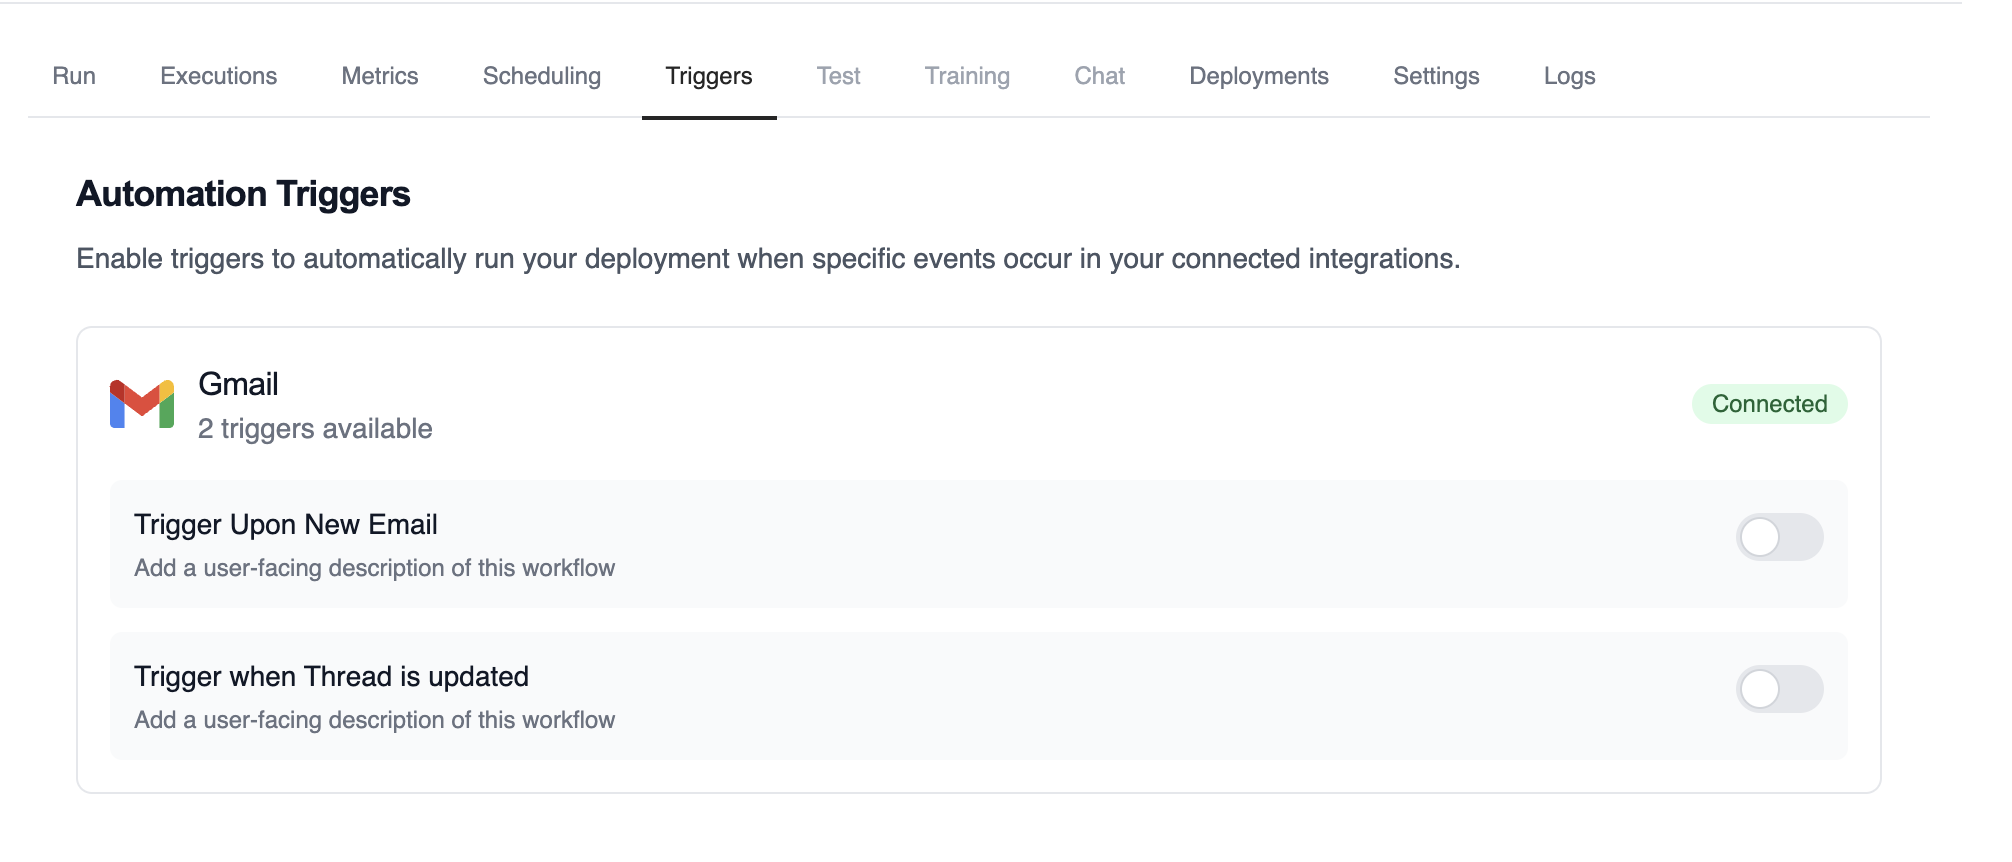 Run Executions Metrics Scheduling Triggers Test Training Chat Deployments Settings Logs
Automation Triggers
Enable triggers to automatically run your deployment when specific events occur in your connected integrations.
Gmail
2 triggers available
Connected
Trigger Upon New Email
Add a user-facing description of this workflow
Trigger when Thread is updated
Add a user-facing description of this workflow